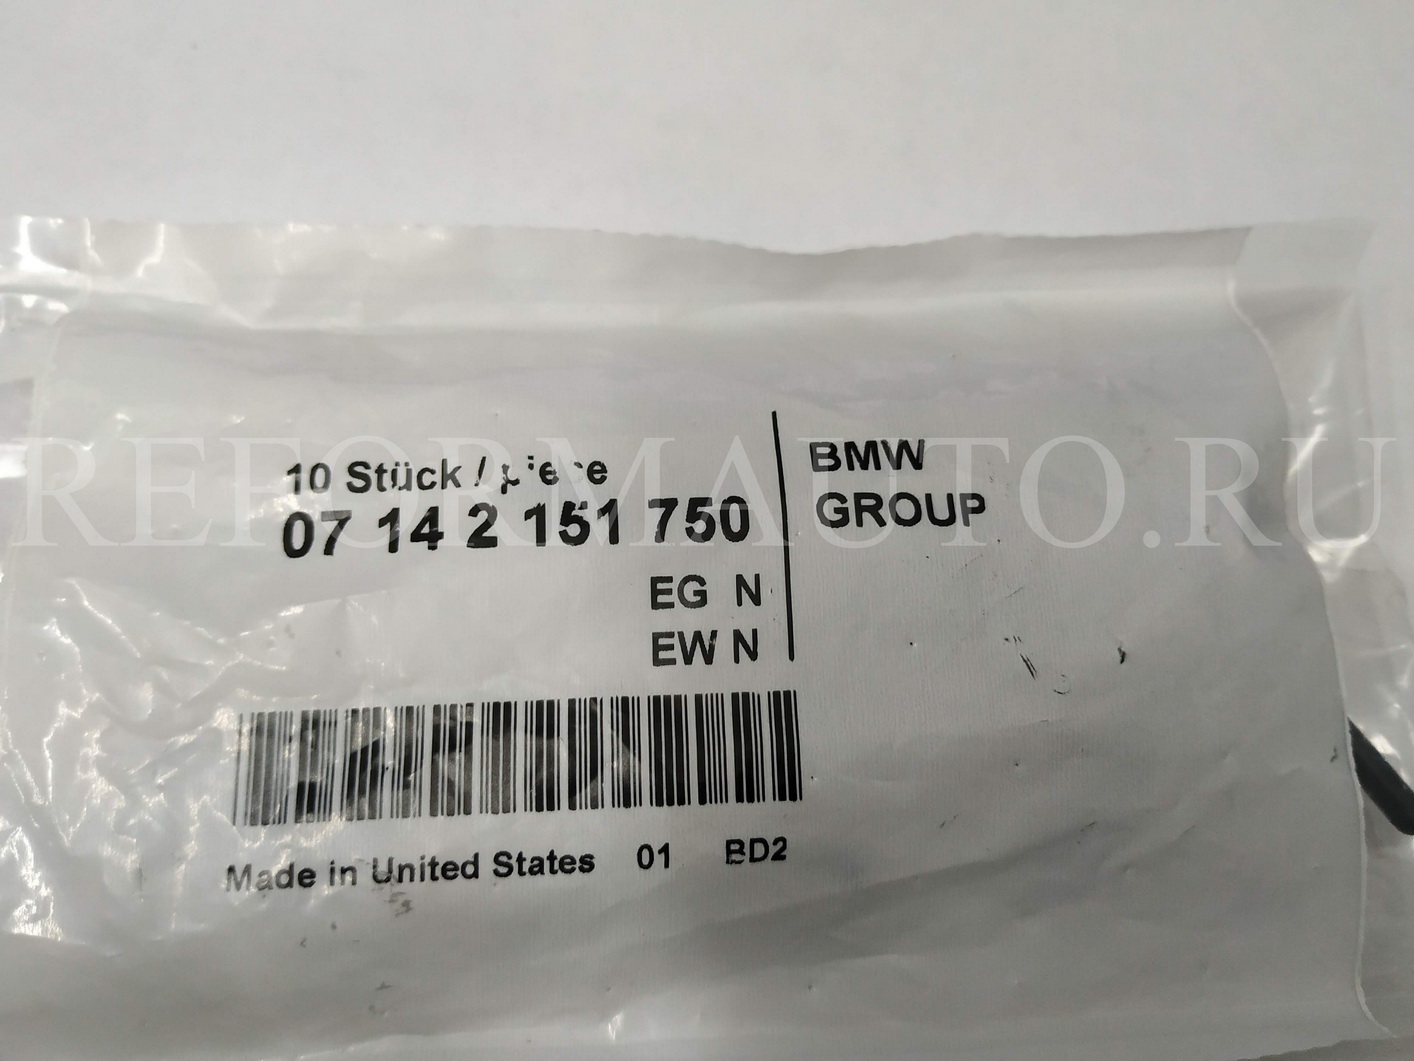 10 Stück / piece
07 14 2 151 750
EG N
EW N
BMW
GROUP
Made in United States 01 BD2
REFORMAUTO.RU